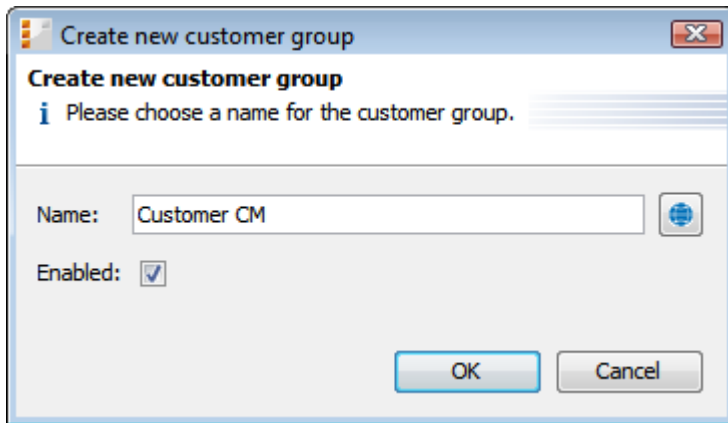 Create new customer group
Create new customer group
Please choose a name for the customer group.
Name: Customer CM
Enabled:
OK Cancel